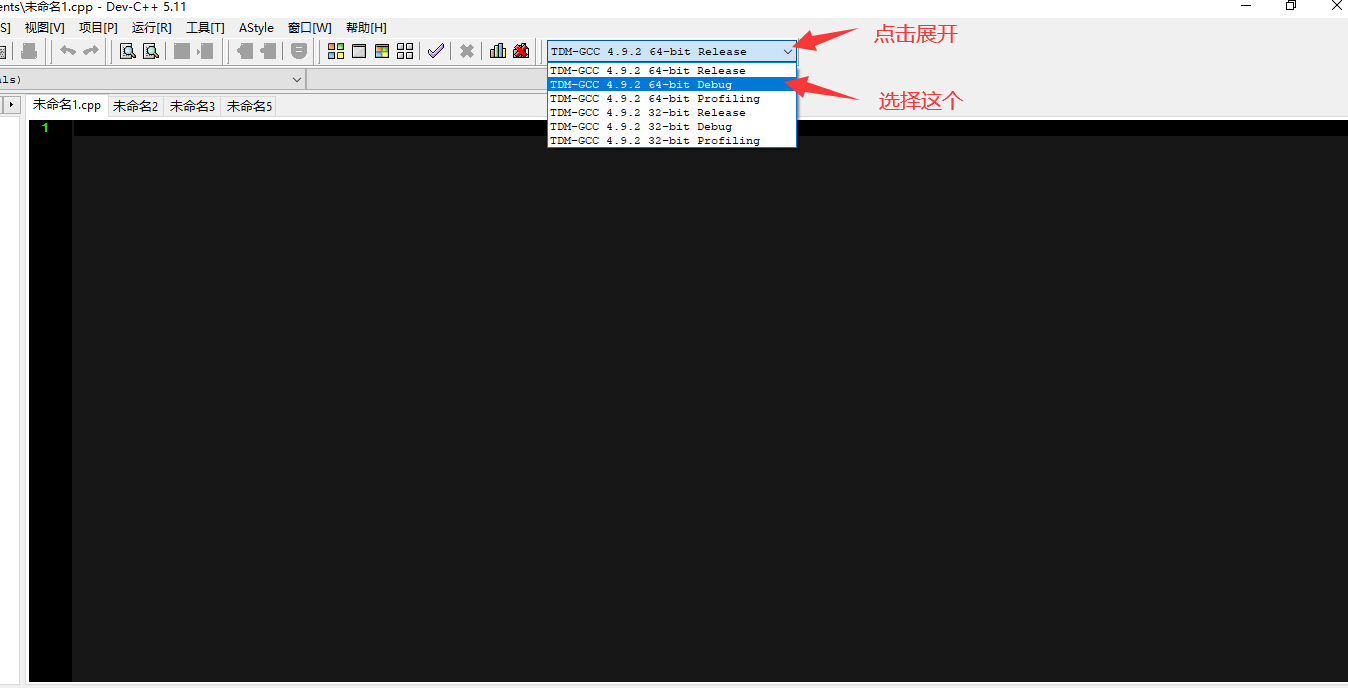 ents\未命名1.cpp - Dev-C++ 5.11
S] 视图[V] 项目[P] 运行[R] 工具[T] AStyle 窗口[W] 帮助[H]
TDM-GCC 4.9.2 64-bit Release
点击展开
TDM-GCC 4.9.2 64-bit Release
als)
TDM-GCC 4.9.2 64-bit Debug
选择这个
TDM-GCC 4.9.2 64-bit Profiling
未命名1.cpp 未命名2 未命名3 未命名5
TDM-GCC 4.9.2 32-bit Release
TDM-GCC 4.9.2 32-bit Debug
1
TDM-GCC 4.9.2 32-bit Profiling